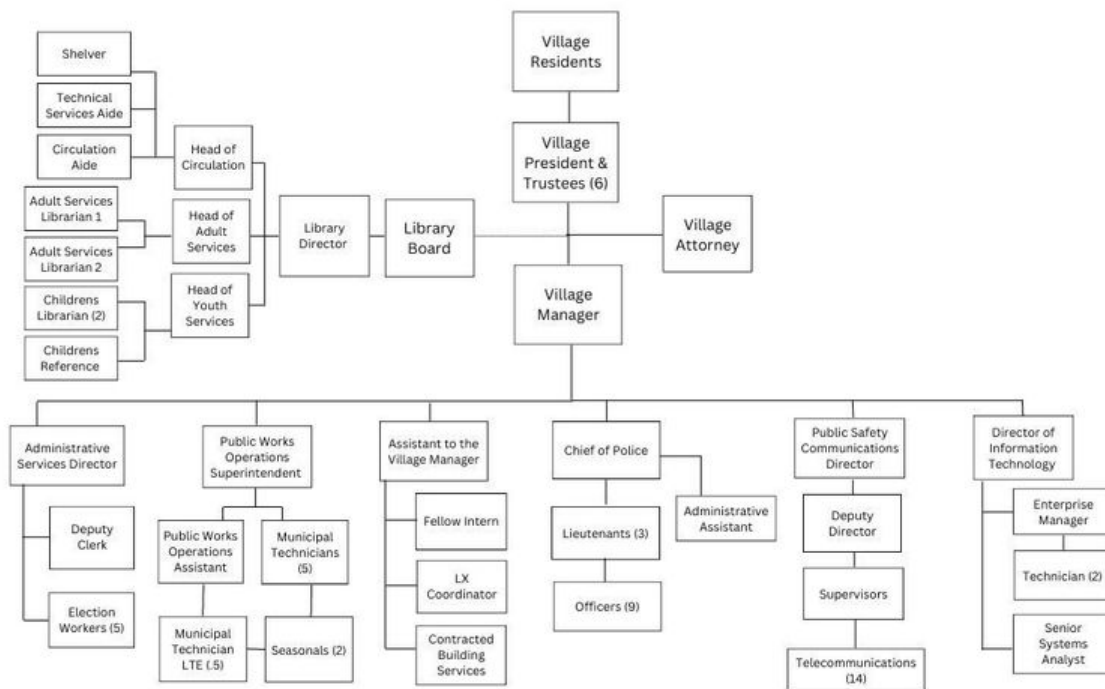 Village
Residents
Village
President &
Trustees (6)
Village
Attorney
Village
Manager
Library
Board
Library
Director
Head of
Circulation
Head of
Adult
Services
Head of
Youth
Services
Shelver
Technical
Services Aide
Circulation
Aide
Adult Services
Librarian 1
Adult Services
Librarian 2
Childrens
Librarian (2)
Childrens
Reference
Administrative
Services Director
Deputy
Clerk
Election
Workers (5)
Public Works
Operations
Superintendent
Public Works
Operations
Assistant
Municipal
Technicians
(5)
Municipal
Technician
LTE (.5)
Seasonals (2)
Assistant to the
Village Manager
Fellow Intern
LX
Coordinator
Contracted
Building
Services
Chief of Police
Lieutenants (3)
Officers (9)
Administrative
Assistant
Public Safety
Communications
Director
Deputy
Director
Supervisors
Telecommunications
(14)
Director of
Information
Technology
Enterprise
Manager
Technician (2)
Senior
Systems
Analyst